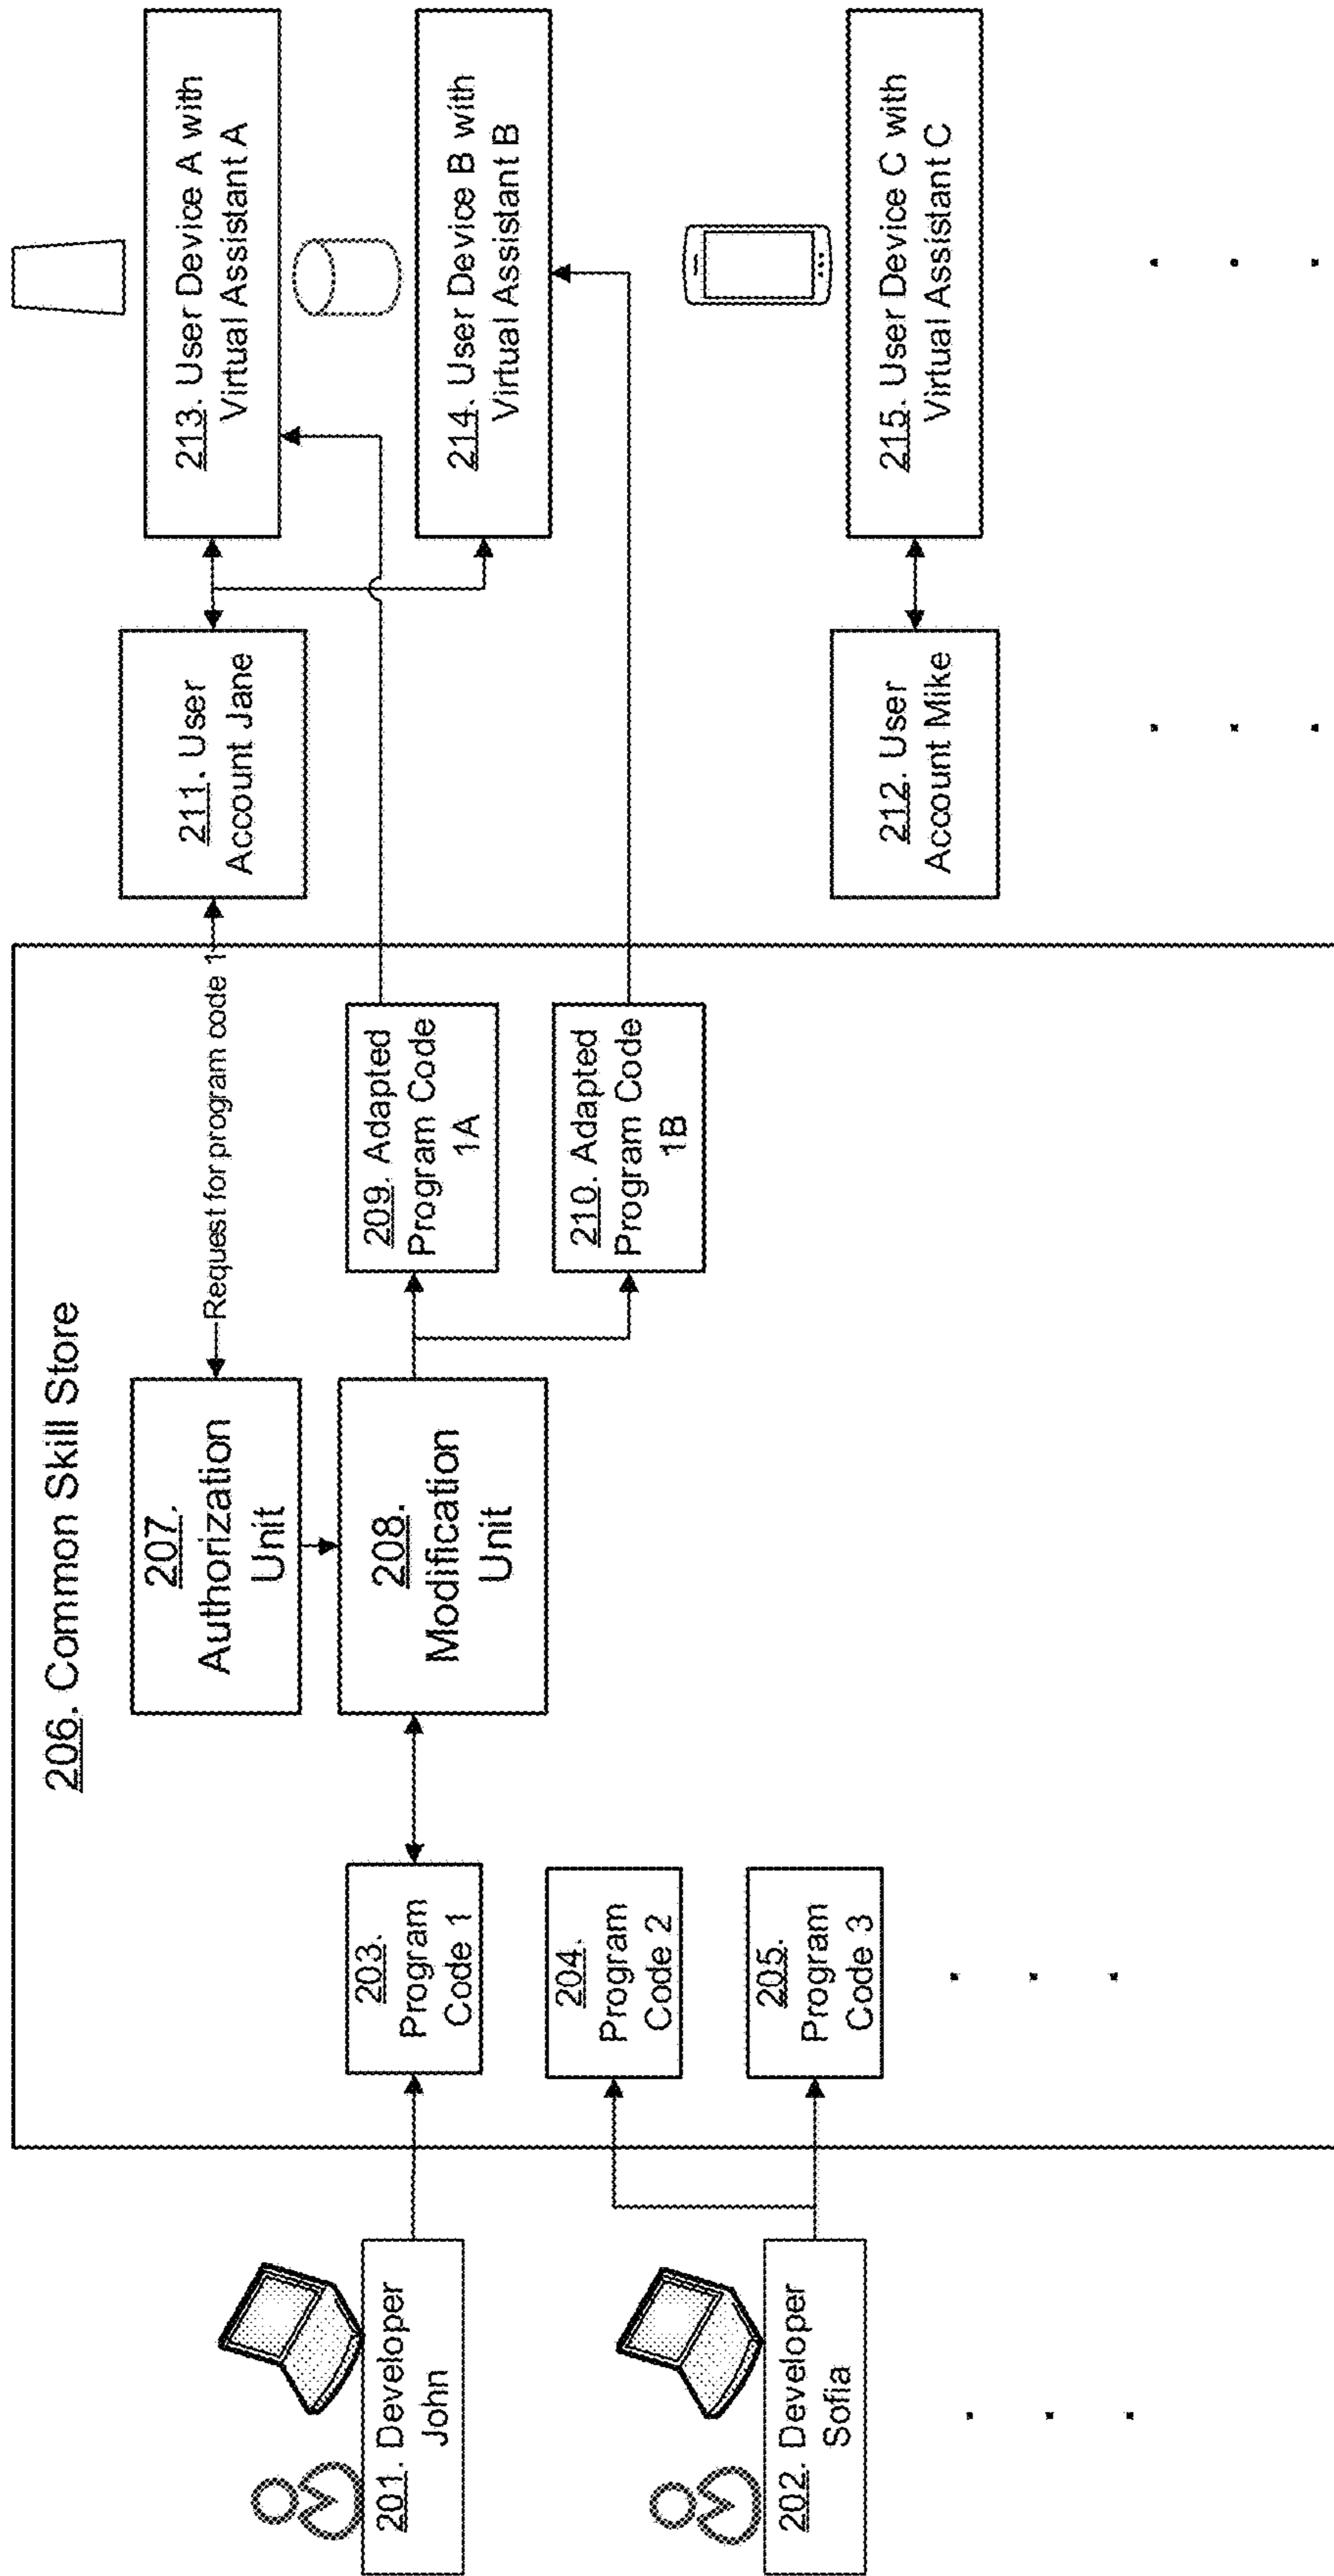 206. Common Skill Store
201. Developer
John
202. Developer
Sofia
203.
Program
Code 1
204.
Program
Code 2
205.
Program
Code 3
207.
Authorization
Unit
208.
Modification
Unit
Request for program code 1
209. Adapted
Program Code
1A
210. Adapted
Program Code
1B
211. User
Account Jane
212. User
Account Mike
213. User Device A with
Virtual Assistant A
214. User Device B with
Virtual Assistant B
215. User Device C with
Virtual Assistant C